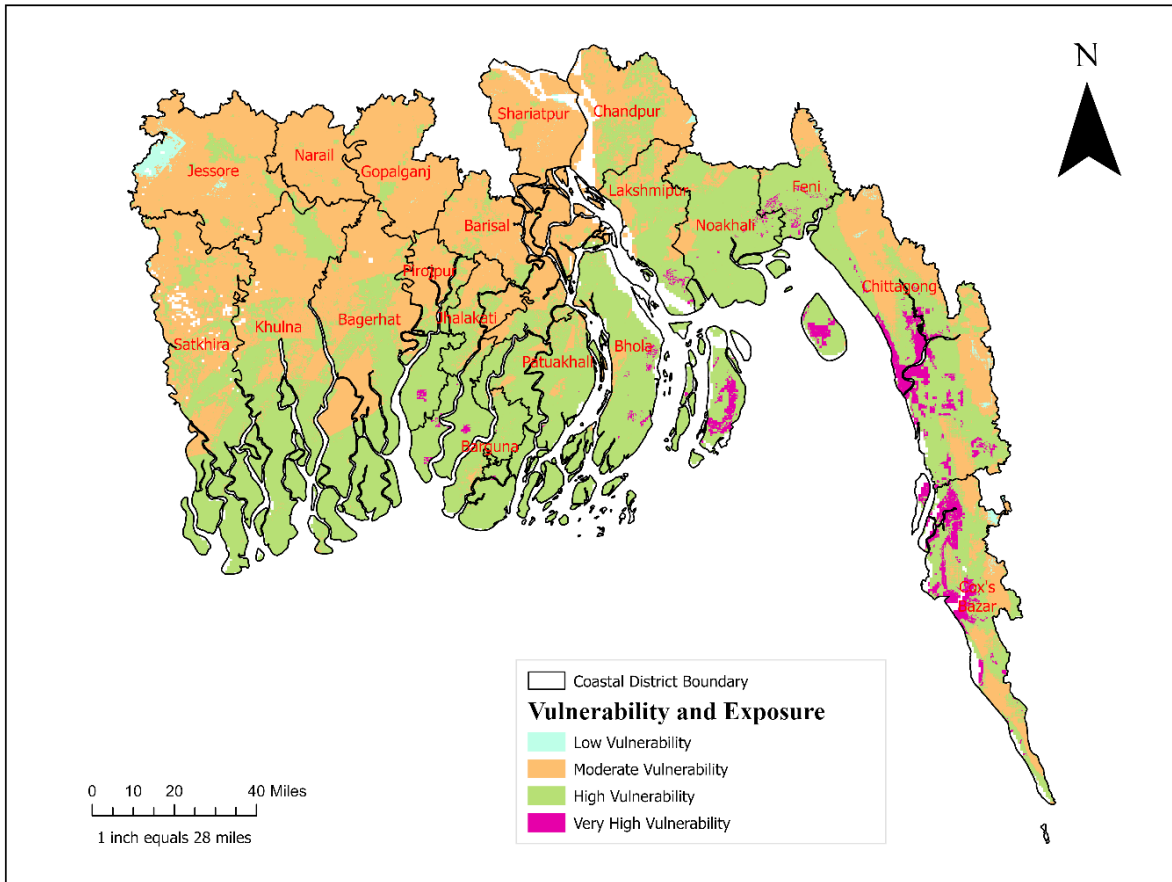 N
Shariatpur
Chandpur
Narail
Jessore
Gopalganj
Lakshmipur
Feni
Barisal
Noakhali
Pirojpur
Chittagong
Jhalakati
Khulna
Bagerhat
Satkhira
Bhola
Patuakhali
Barguna
Cox's
Bazar
Coastal District Boundary
Vulnerability and Exposure
Low Vulnerability
Moderate Vulnerability
High Vulnerability
Very High Vulnerability
0 10 20 40 Miles
1 inch equals 28 miles